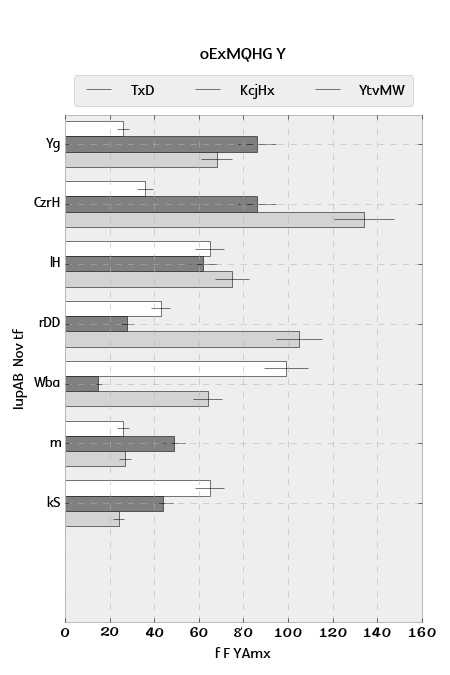 oExMQHG Y
TxD KcjHx YtvMW
Yg
CzrH
lH
rDD
Wba
m
kS
lupAB Nov tf
0 20 40 60 80 100 120 140 160
f F YAmx